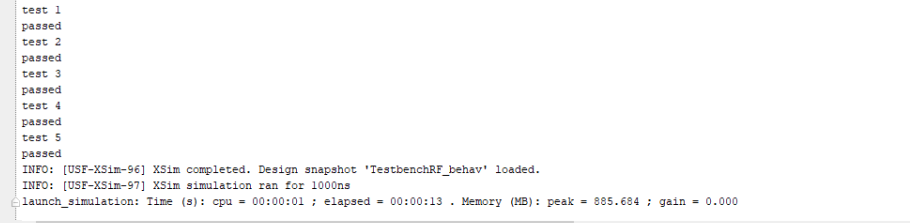 test 1
passed
test 2
passed
test 3
passed
test 4
passed
test 5
passed
INFO: [USF-XSim-96] XSim completed. Design snapshot 'TestbenchRF_behav' loaded.
INFO: [USF-XSim-97] XSim simulation ran for 1000ns
launch_simulation: Time (s): cpu = 00:00:01 ; elapsed = 00:00:13 . Memory (MB): peak = 885.684 ; gain = 0.000